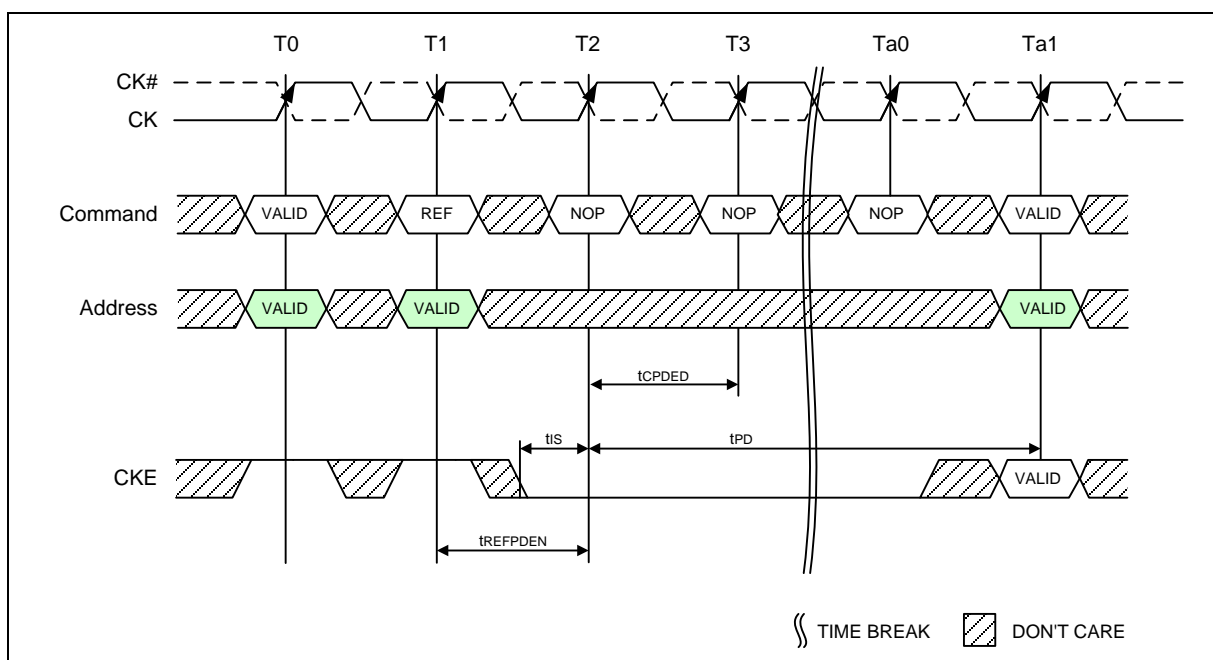 T0 T1 T2 T3 Ta0 Ta1
CK#
CK
Command VALID REF NOP NOP NOP VALID
Address VALID VALID VALID
tCPDED
tIS tPD
CKE VALID
tREFPDEN
TIME BREAK DON'T CARE